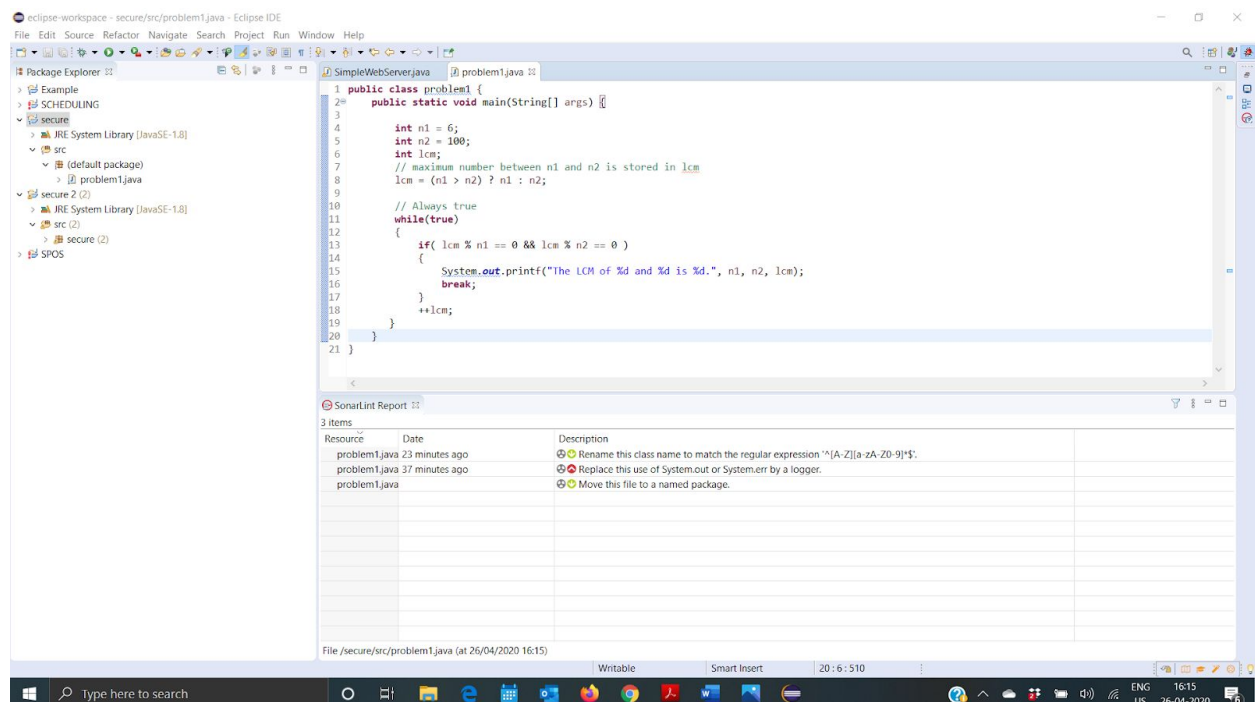 eclipse-workspace - secure/src/problem1.java - Eclipse IDE
File Edit Source Refactor Navigate Search Project Run Window Help
Package Explorer
SimpleWebServer.java problem1.java
Example
SCHEDULING
secure
JRE System Library [JavaSE-1.8]
src
(default package)
problem1.java
secure 2 (2)
JRE System Library [JavaSE-1.8]
src (2)
secure (2)
SPOS
1 public class problem1 {
2 public static void main(String[] args) {
3
4 int n1 = 6;
5 int n2 = 100;
6 int lcm;
7 // maximum number between n1 and n2 is stored in lcm
8 lcm = (n1 > n2) ? n1 : n2;
9
10 // Always true
11 while(true)
12 {
13 if( lcm % n1 == 0 && lcm % n2 == 0 )
14 {
15 System.out.printf("The LCM of %d and %d is %d.", n1, n2, lcm);
16 break;
17 }
18 ++lcm;
19 }
20 }
21 }
SonarLint Report
3 items
Resource Date Description
problem1.java 23 minutes ago Rename this class name to match the regular expression '^[A-Z][a-zA-Z0-9]*$'.
problem1.java 37 minutes ago Replace this use of System.out or System.err by a logger.
problem1.java Move this file to a named package.
File /secure/src/problem1.java (at 26/04/2020 16:15)
Writable Smart Insert 20 : 6 : 510
Type here to search
ENG 16:15
US 26-04-2020